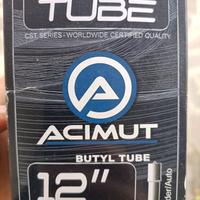 TUBE
CST SERIES - WORLDWIDE CERTIFIED QUALITY
ACIMUT
BUTYL TUBE
12"